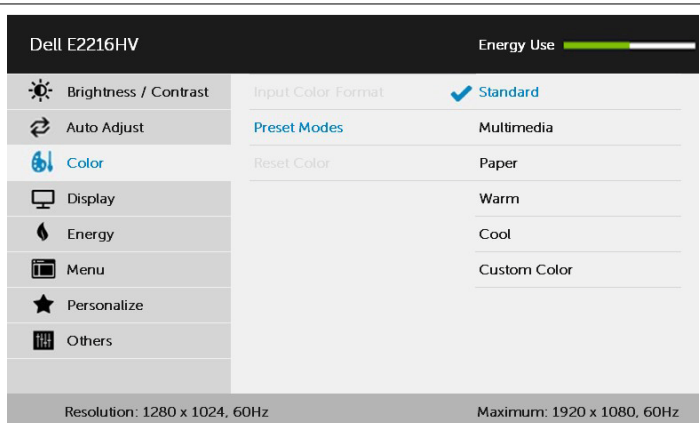 Dell E2216HV Energy Use
Brightness / Contrast Input Color Format Standard
Auto Adjust Preset Modes Multimedia
Color Reset Color Paper
Display Warm
Energy Cool
Menu Custom Color
Personalize
Others
Resolution: 1280 x 1024, 60Hz Maximum: 1920 x 1080, 60Hz